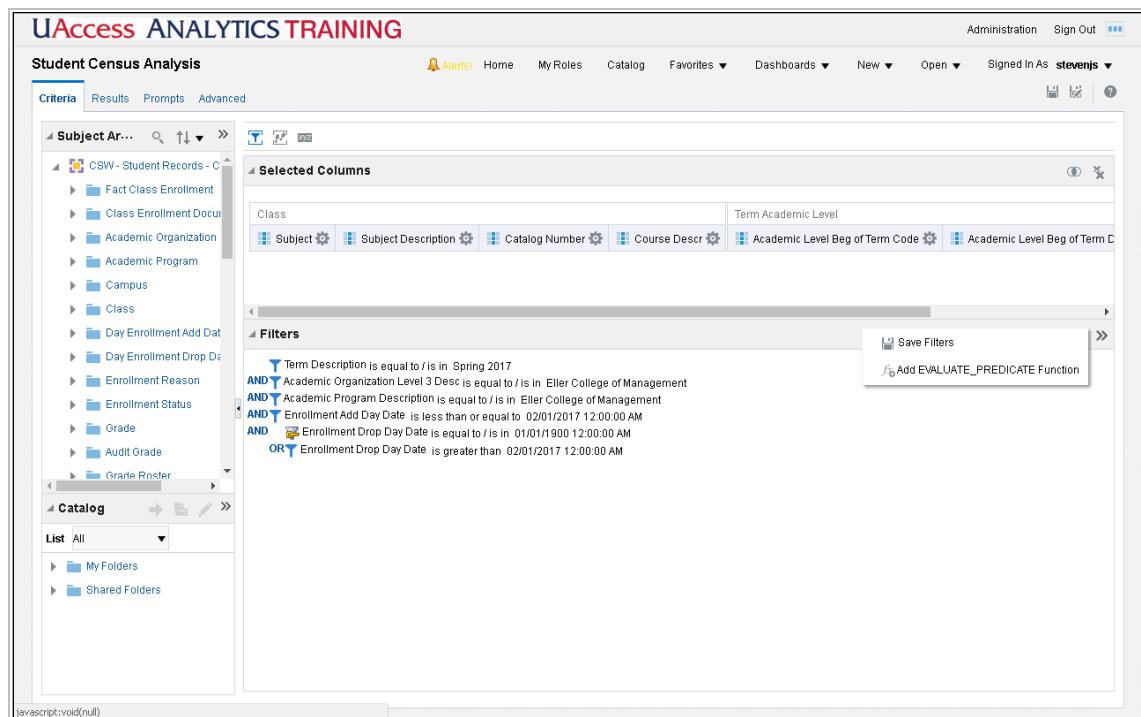 UAccess ANALYTICS TRAINING
Administration Sign Out
Student Census Analysis
Alerts! Home My Roles Catalog Favorites Dashboards New Open Signed In As stevenjs
Criteria Results Prompts Advanced
Subject Ar...
CSW - Student Records - C
Fact Class Enrollment
Class Enrollment Docu
Academic Organization
Academic Program
Campus
Class
Day Enrollment Add Dat
Day Enrollment Drop Da
Enrollment Reason
Enrollment Status
Grade
Audit Grade
Grade Roster
Catalog
List All
My Folders
Shared Folders
xyz
Selected Columns
Class Term Academic Level
Subject Subject Description Catalog Number Course Descr Academic Level Beg of Term Code Academic Level Beg of Term D
Filters
Save Filters
Add EVALUATE_PREDICATE Function
Term Description is equal to / is in Spring 2017
AND Academic Organization Level 3 Desc is equal to / is in Eller College of Management
AND Academic Program Description is equal to / is in Eller College of Management
AND Enrollment Add Day Date is less than or equal to 02/01/2017 12:00:00 AM
AND Enrollment Drop Day Date is equal to / is in 01/01/1900 12:00:00 AM
OR Enrollment Drop Day Date is greater than 02/01/2017 12:00:00 AM
javascript:void(null)